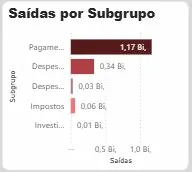 Saídas por Subgrupo
Subgrupo
Pagame... 1,17 Bi,
Despes... 0,34 Bi,
Despes... 0,03 Bi,
Impostos 0,06 Bi,
Investi... 0,01 Bi,
... 0,5 Bi, 1,0 Bi,
Saídas